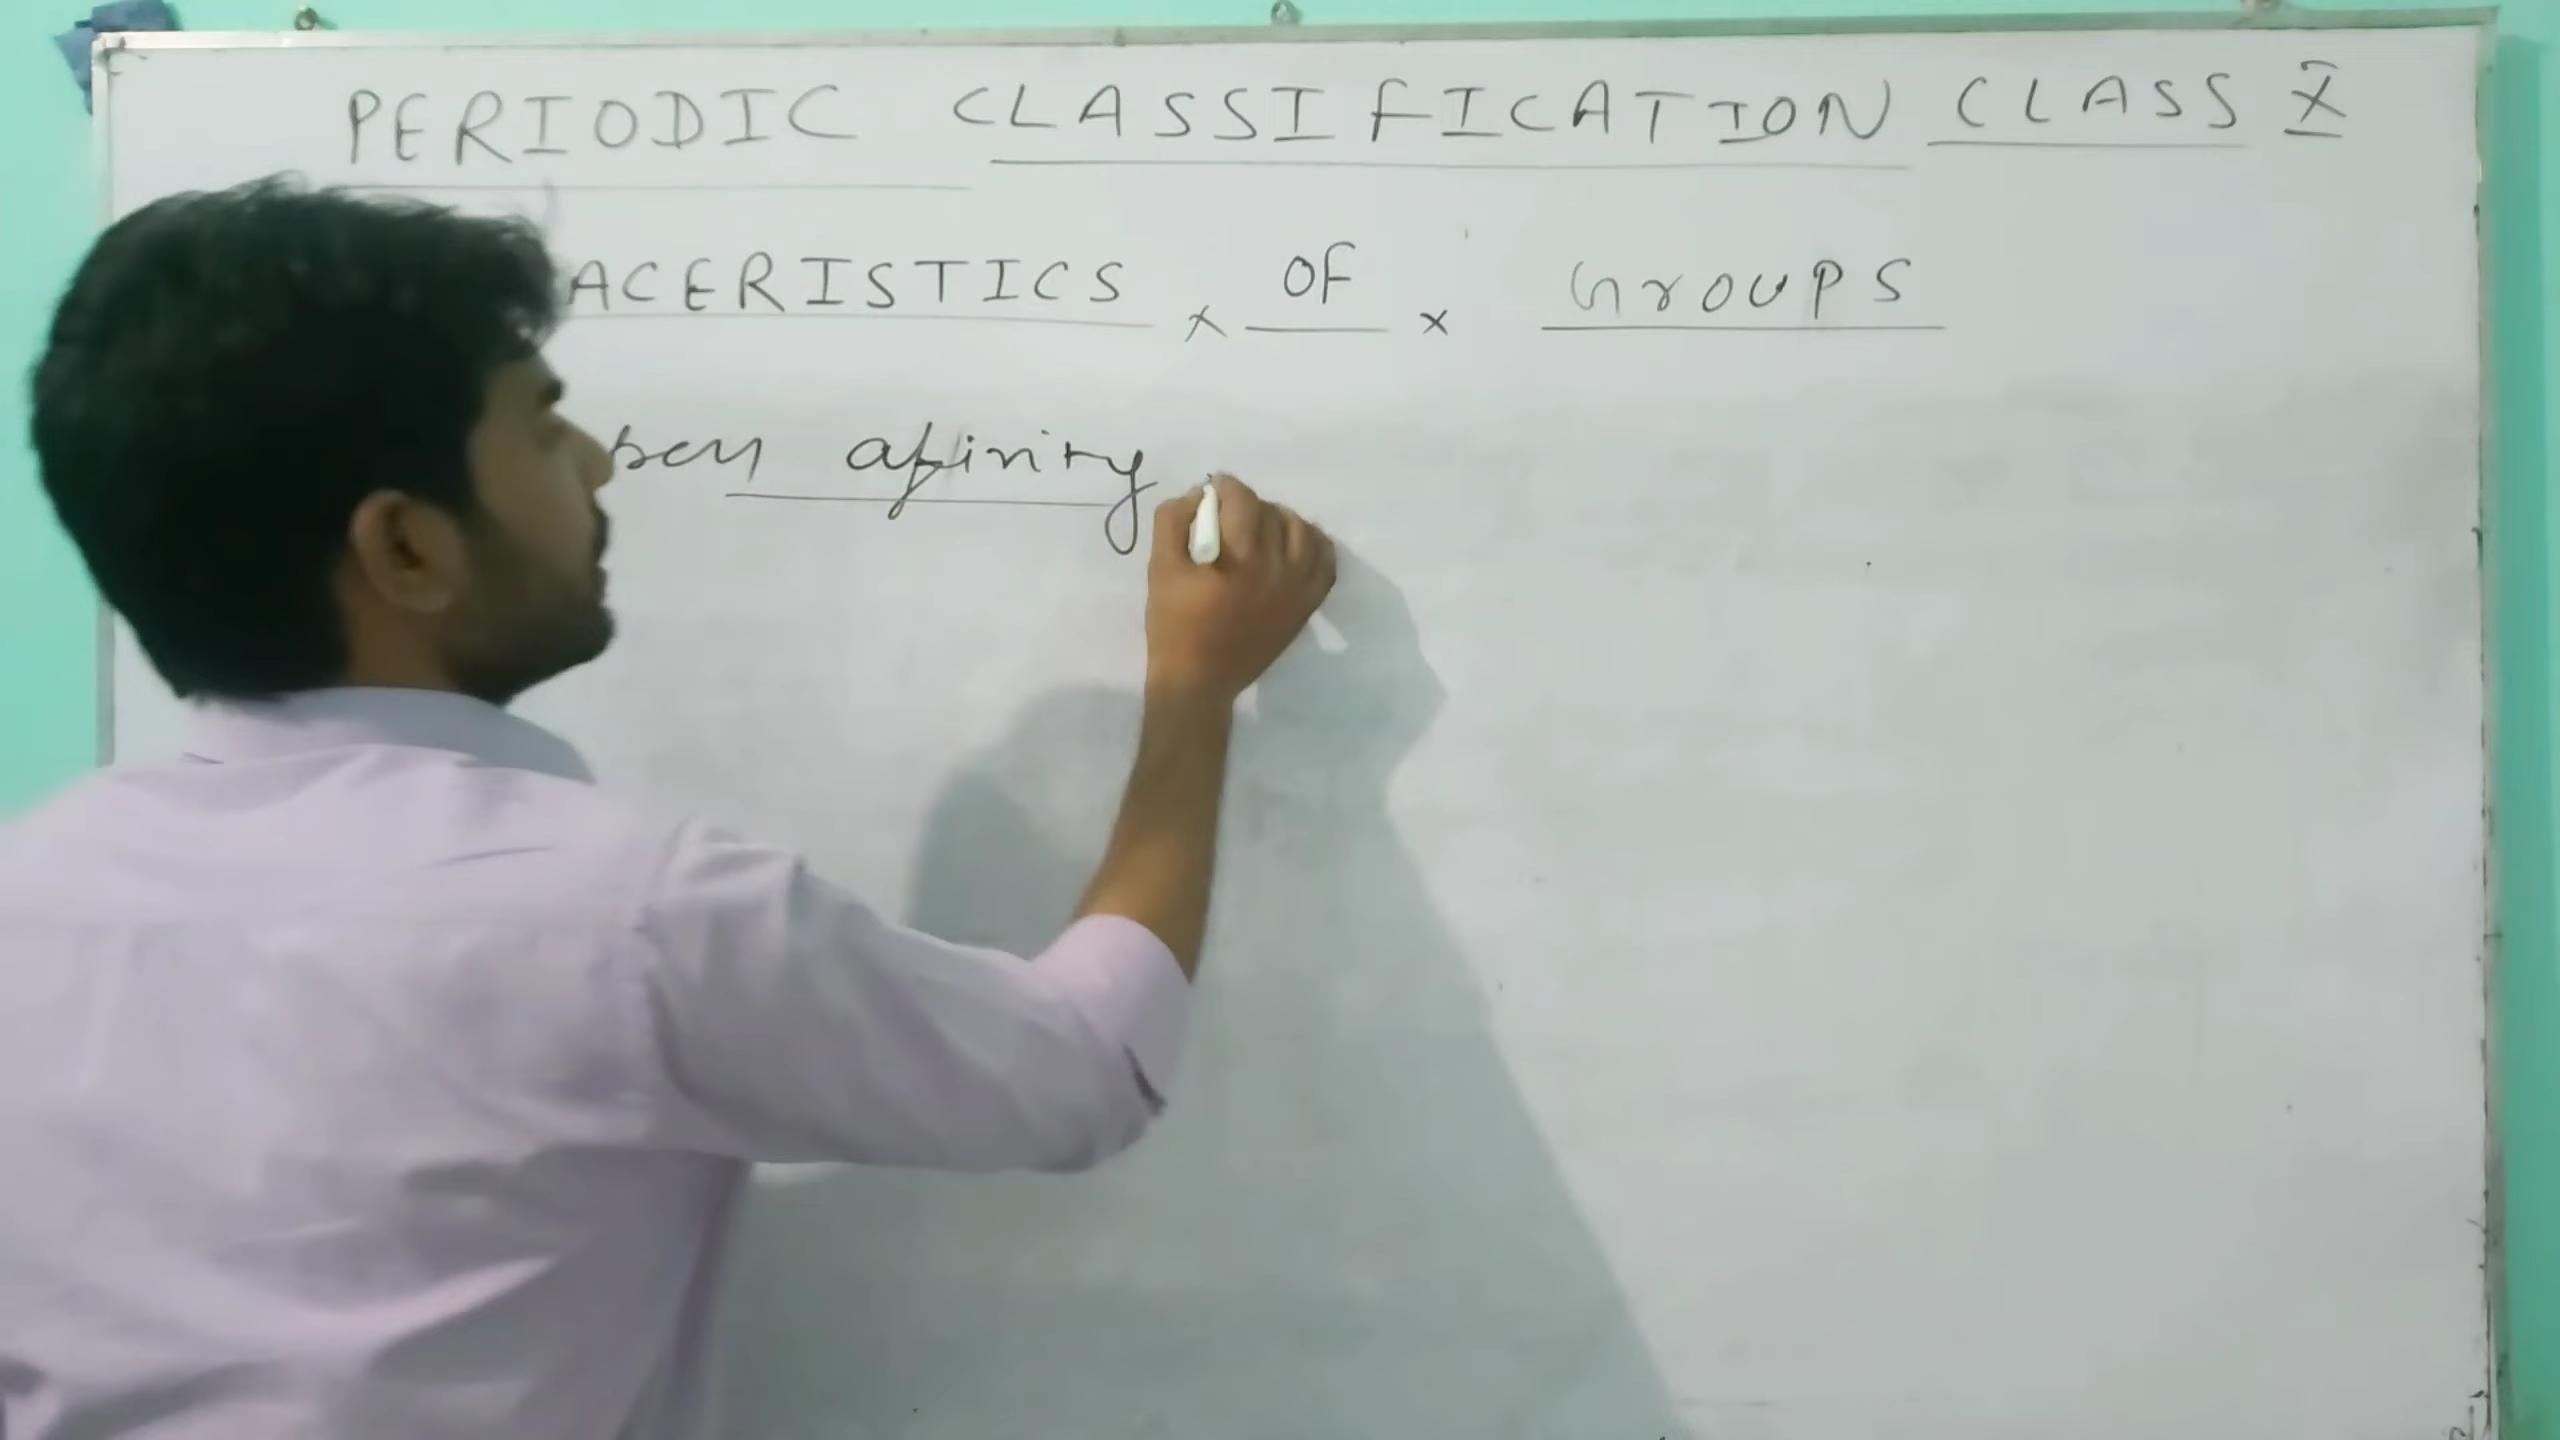 PERIODIC CLASSIFICATION CLASS X
ACERISTICS × OF × GroUPS
afinity